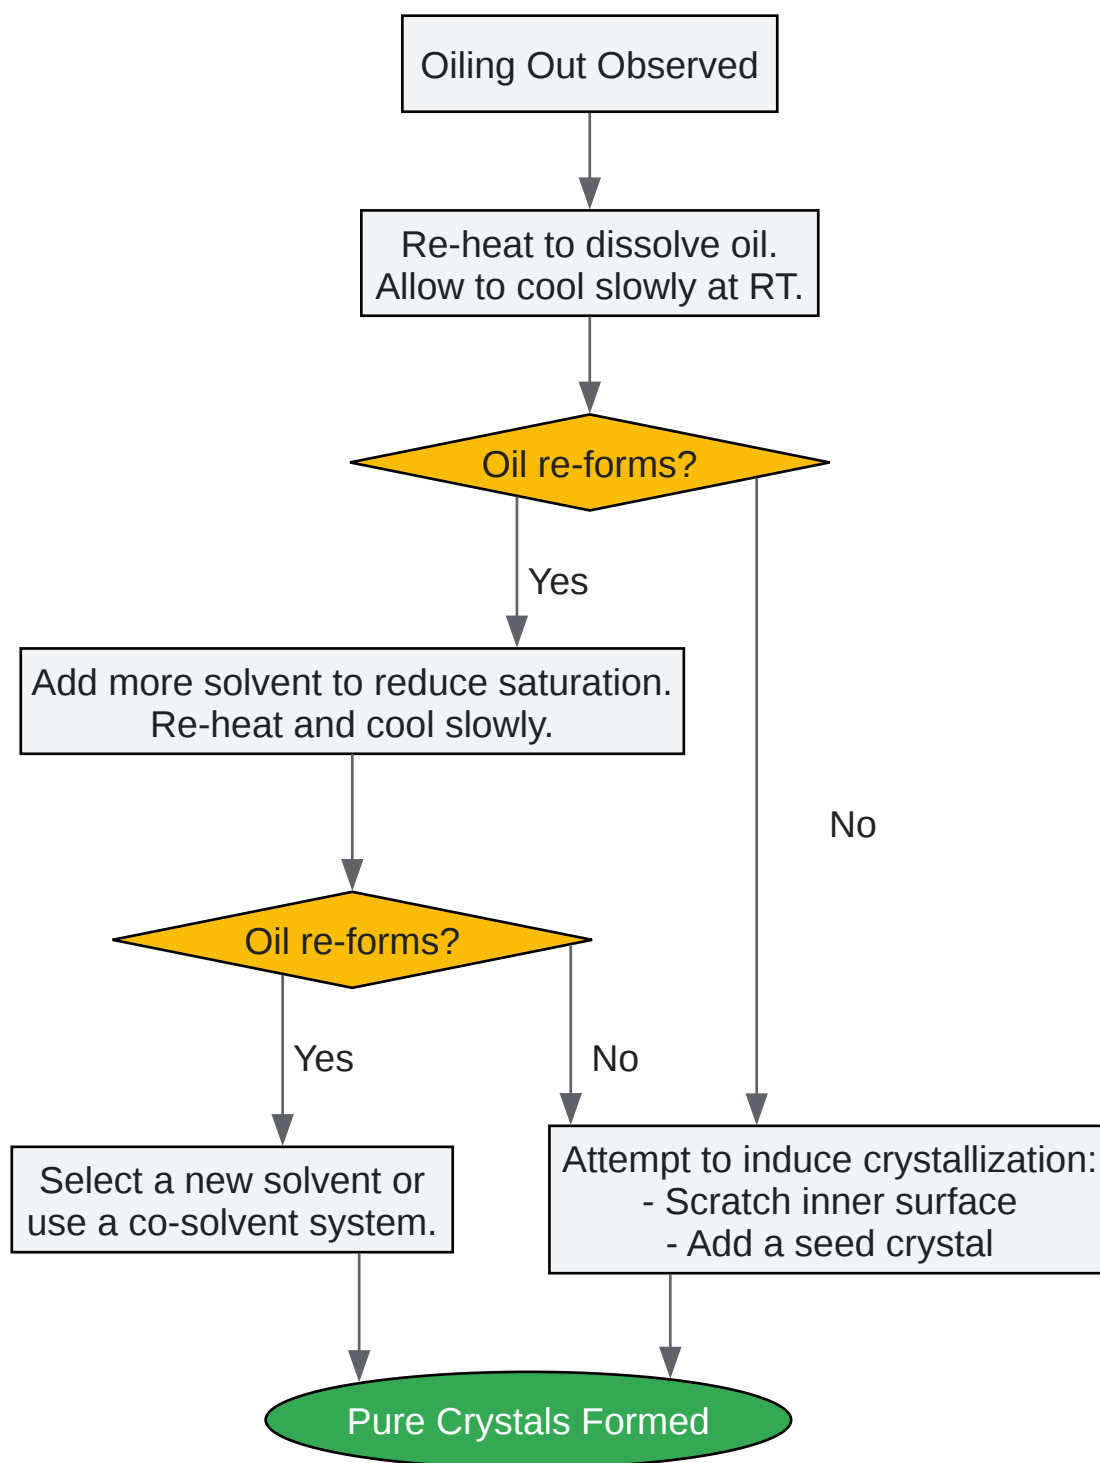 Oiling Out Observed
Re-heat to dissolve oil.
Allow to cool slowly at RT.
Oil re-forms?
Yes
Add more solvent to reduce saturation.
Re-heat and cool slowly.
No
Oil re-forms?
Yes
No
Select a new solvent or
use a co-solvent system.
Attempt to induce crystallization:
- Scratch inner surface
- Add a seed crystal
Pure Crystals Formed